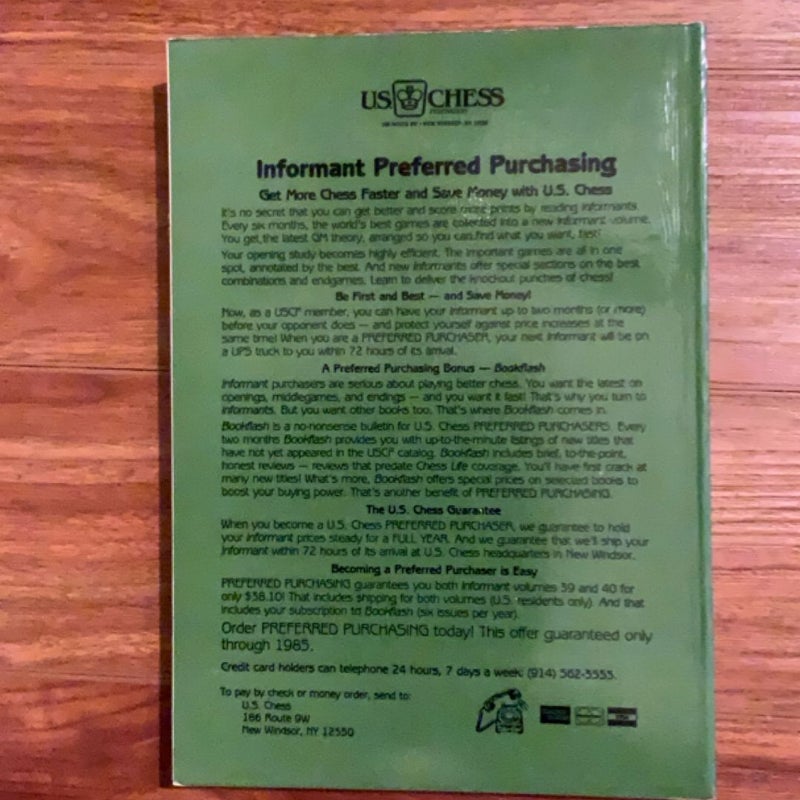 US CHESS
FEDERATION
186 ROUTE 9W • NEW WINDSOR, NY 12550
Informant Preferred Purchasing
Get More Chess Faster and Save Money with U.S. Chess
It's no secret that you can get better and score more points by reading Informants.
Every six months, the world's best games are collected into a new Informant volume.
You get the latest GM theory, arranged so you can find what you want, fast!
Your opening study becomes highly efficient. The important games are all in one
spot, annotated by the best. And new Informants offer special sections on the best
combinations and endgames. Learn to deliver the knockout punches of chess!
Be First and Best — and Save Money!
Now, as a USCF member, you can have your Informant up to two months (or more)
before your opponent does — and protect yourself against price increases at the
same time! When you are a PREFERRED PURCHASER, your next Informant will be on
a UPS truck to you within 72 hours of its arrival.
A Preferred Purchasing Bonus — Bookflash
Informant purchasers are serious about playing better chess. You want the latest on
openings, middlegames, and endings — and you want it fast! That's why you turn to
Informants. But you want other books too. That's where Bookflash comes in.
Bookflash is a no-nonsense bulletin for U.S. Chess PREFERRED PURCHASERS. Every
two months Bookflash provides you with up-to-the-minute listings of new titles that
have not yet appeared in the USCF catalog. Bookflash includes brief, to-the-point,
honest reviews — reviews that predate Chess Life coverage. You'll have first crack at
many new titles! What's more, Bookflash offers special prices on selected books to
boost your buying power. That's another benefit of PREFERRED PURCHASING.
The U.S. Chess Guarantee
When you become a U.S. Chess PREFERRED PURCHASER, we guarantee to hold
your Informant prices steady for a FULL YEAR. And we guarantee that we'll ship your
Informant within 72 hours of its arrival at U.S. Chess headquarters in New Windsor.
Becoming a Preferred Purchaser is Easy
PREFERRED PURCHASING guarantees you both Informant volumes 39 and 40 for
only $38.10! That includes shipping for both volumes (U.S. residents only). And that
includes your subscription to Bookflash (six issues per year).
Order PREFERRED PURCHASING today! This offer guaranteed only
through 1985.
Credit card holders can telephone 24 hours, 7 days a week: (914) 562-3555.
To pay by check or money order, send to:
U.S. Chess
186 Route 9W
New Windsor, NY 12550